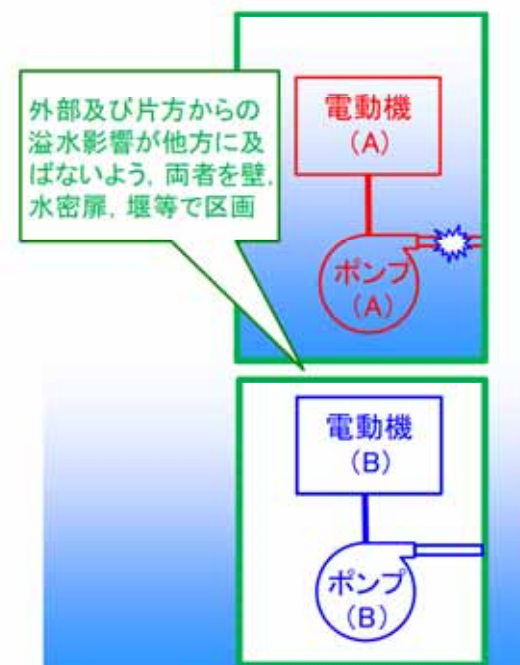 外部及び片方からの
溢水影響が他方に及
ばないよう,両者を壁,
水密扉,堰等で区画
電動機
(A)
ポンプ
(A)
電動機
(B)
ポンプ
(B)